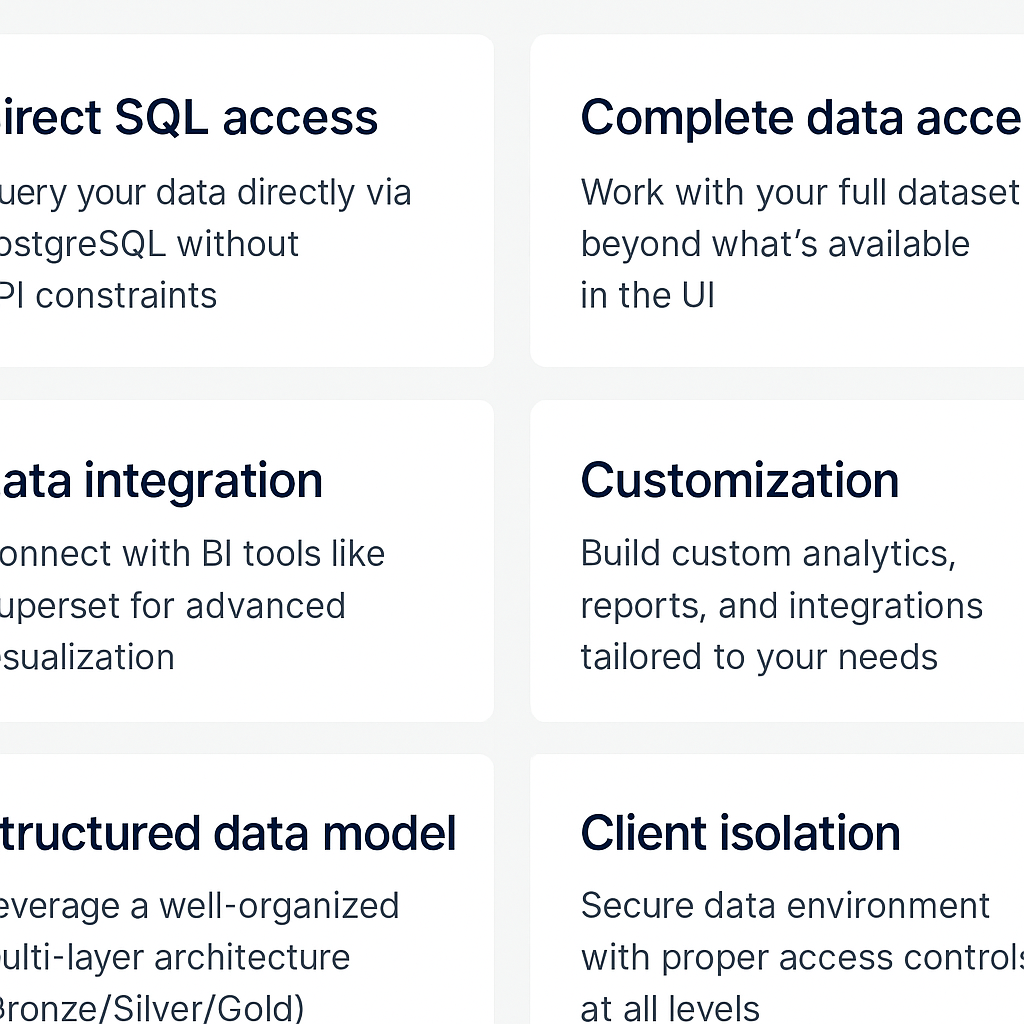 irect SQL access
uery your data directly via
ostgreSQL without
PI constraints
Complete data acce
Work with your full dataset
beyond what’s available
in the UI
ata integration
onnect with BI tools like
uperset for advanced
sualization
Customization
Build custom analytics,
reports, and integrations
tailored to your needs
tructured data model
everage a well-organized
ulti-layer architecture
Bronze/Silver/Gold)
Client isolation
Secure data environment
with proper access controls
at all levels